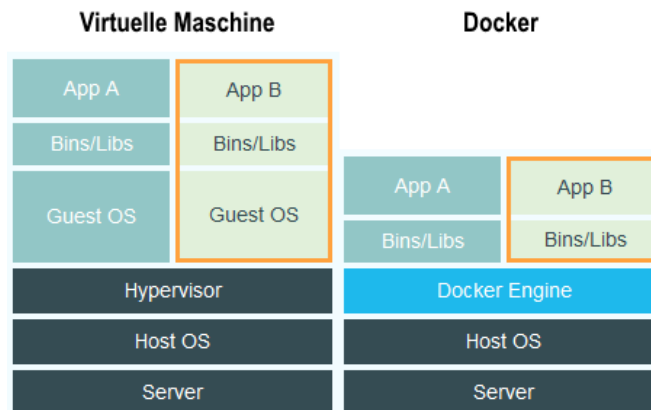 Virtuelle Maschine
App A
App B
Bins/Libs
Bins/Libs
Guest OS
Guest OS
Hypervisor
Host OS
Server
Docker
App A
App B
Bins/Libs
Bins/Libs
Docker Engine
Host OS
Server